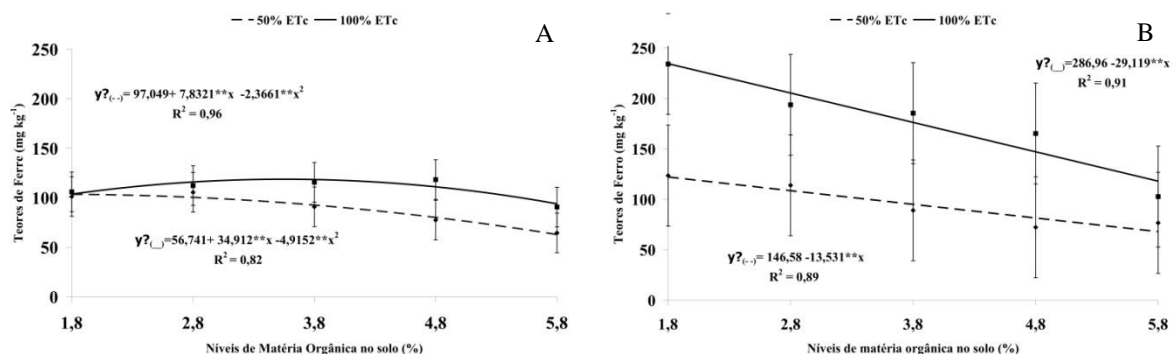 50% ETc 100% ETc
A
Teores de Ferre (mg kg-1)
250
200
150
100
50
0
y?(- -)= 97,049+ 7,8321**x -2,3661**x²
R² = 0,96
y?(__)=56,741+ 34,912**x -4,9152**x²
R² = 0,82
1,8 2,8 3,8 4,8 5,8
Níveis de Matéria Orgânica no solo (%)
50% ETc 100% ETc
B
Teores de Ferro (mg kg-1)
250
200
150
100
50
0
y?(__)=286,96 -29,119**x
R² = 0,91
y?(- -)= 146,58 -13,531**x
R² = 0,89
1,8 2,8 3,8 4,8 5,8
Níveis de matéria orgânica no solo (%)